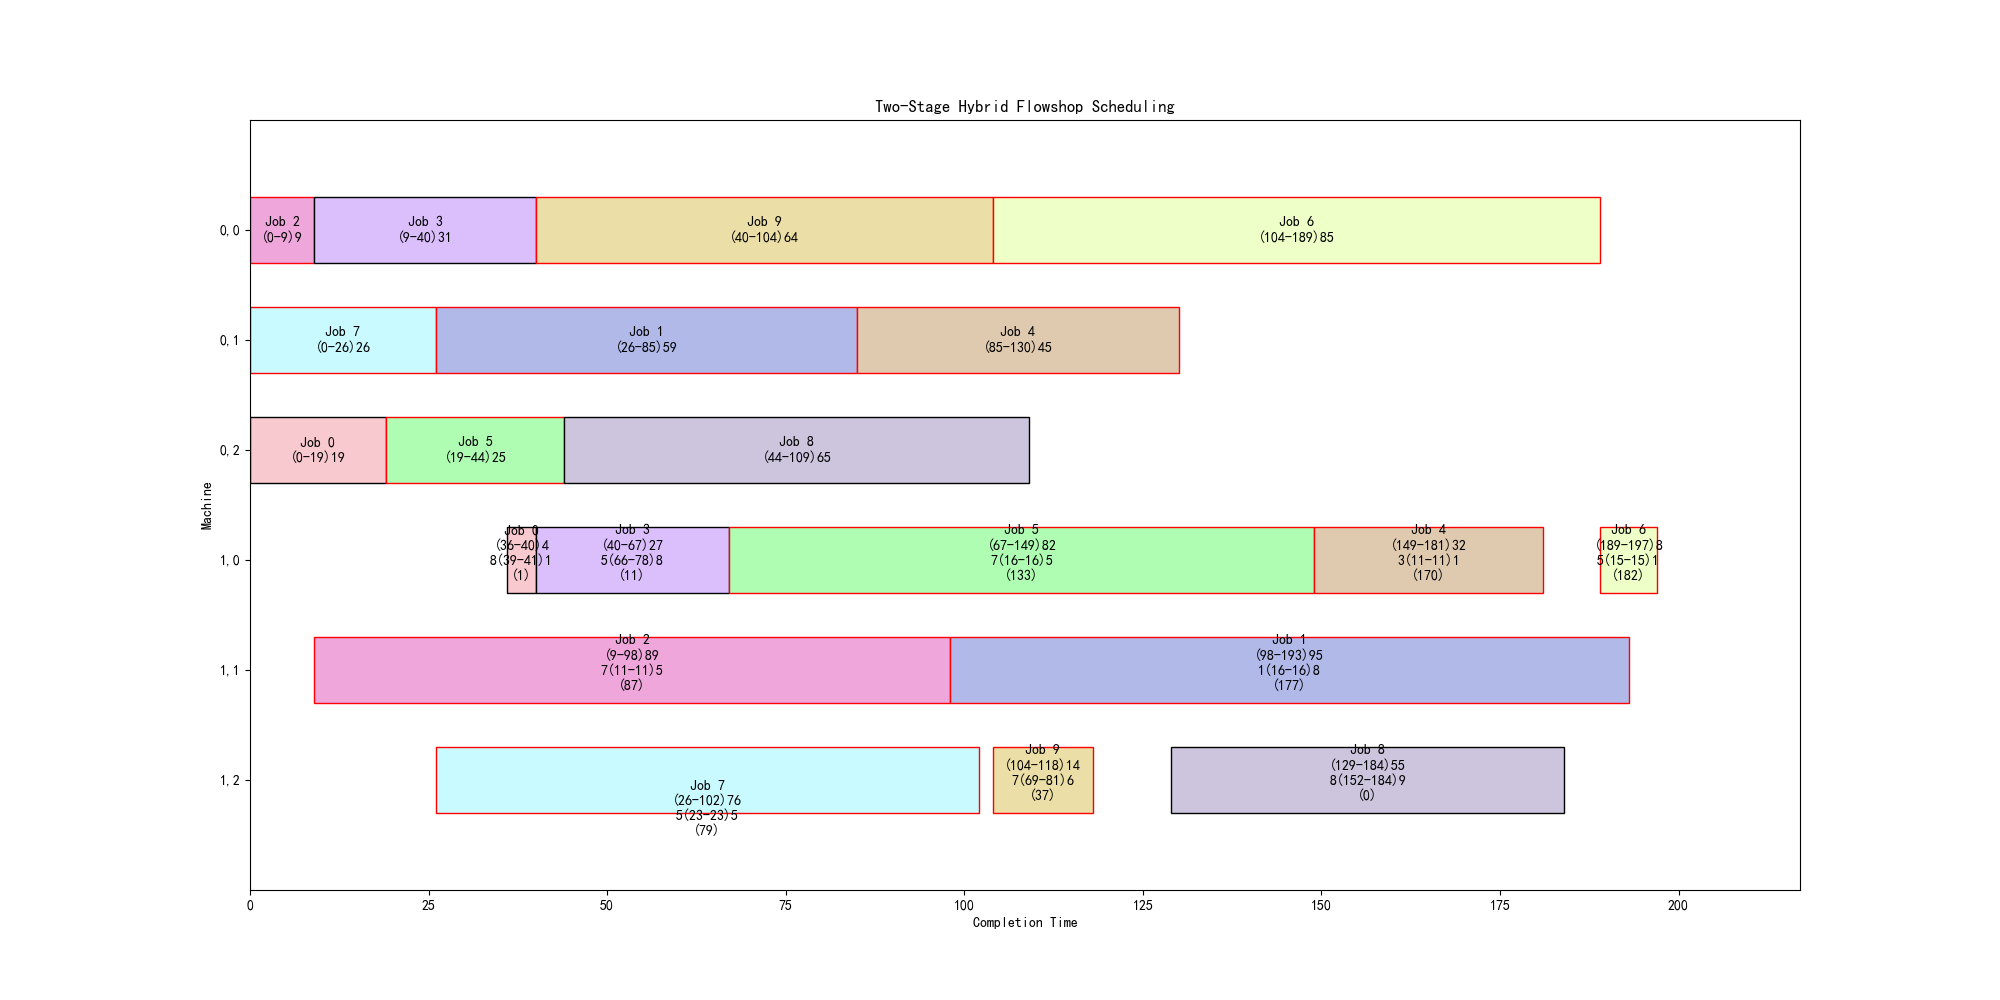 Two-Stage Hybrid Flowshop Scheduling
0,0
Job 2
(0-9)9
Job 3
(9-40)31
Job 9
(40-104)64
Job 6
(104-189)85
0,1
Job 7
(0-26)26
Job 1
(26-85)59
Job 4
(85-130)45
0,2
Job 0
(0-19)19
Job 5
(19-44)25
Job 8
(44-109)65
Machine
1,0
Job 0
(36-40)4
8(39-41)1
(1)
Job 3
(40-67)27
5(66-78)8
(11)
Job 5
(67-149)82
7(16-16)5
(133)
Job 4
(149-181)32
3(11-11)1
(170)
Job 6
(189-197)8
5(15-15)1
(182)
1,1
Job 2
(9-98)89
7(11-11)5
(87)
Job 1
(98-193)95
1(16-16)8
(177)
1,2
Job 7
(26-102)76
5(23-23)5
(79)
Job 9
(104-118)14
7(69-81)6
(37)
Job 8
(129-184)55
8(152-184)9
(0)
0
25
50
75
100
125
150
175
200
Completion Time